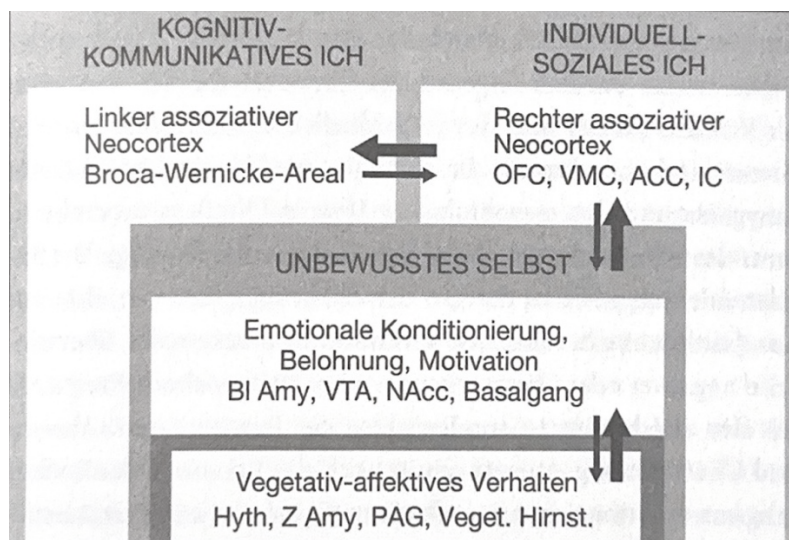 KOGNITIV-
KOMMUNIKATIVES ICH
INDIVIDUELL-
SOZIALES ICH
Linker assoziativer
Neocortex
Broca-Wernicke-Areal
Rechter assoziativer
Neocortex
OFC, VMC, ACC, IC
UNBEWUSSTES SELBST
Emotionale Konditionierung,
Belohnung, Motivation
Bl Amy, VTA, NAcc, Basalgang
Vegetativ-affektives Verhalten
Hyth, Z Amy, PAG, Veget. Hirnst.